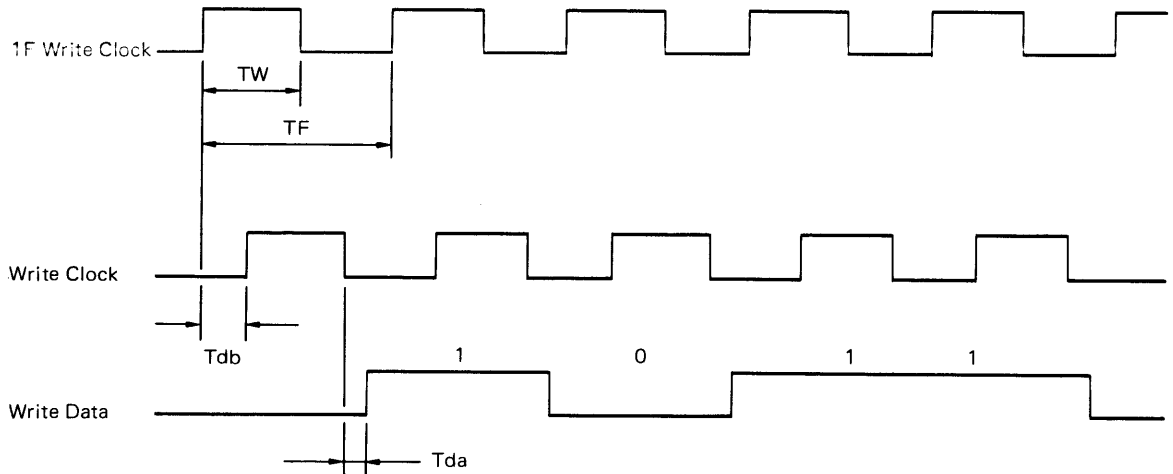 1F Write Clock
TW
TF
Write Clock
Tdb
1 0 1 1
Write Data
Tda